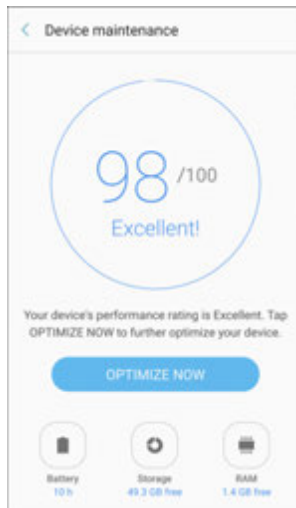 Device maintenance
98 /100
Excellent!
Your device's performance rating is Excellent. Tap
OPTIMIZE NOW to further optimize your device.
OPTIMIZE NOW
Battery Storage RAM
10 h 49.3 GB free 1.4 GB free